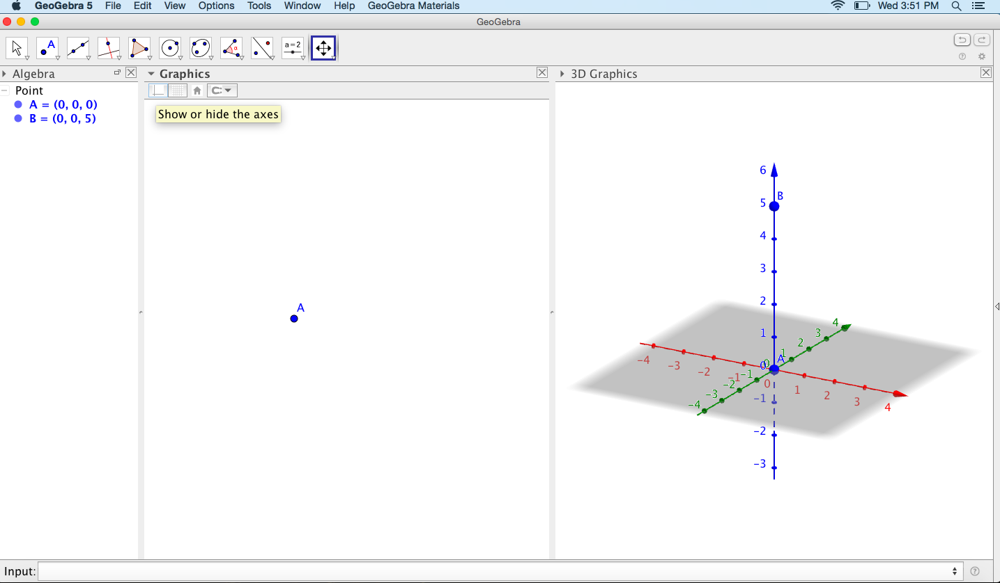 GeoGebra 5 File Edit View Options Tools Window Help GeoGebra Materials Wed 3:51 PM
GeoGebra
A
α
a=2
Algebra
Graphics
3D Graphics
Point
A = (0, 0, 0)
B = (0, 0, 5)
Show or hide the axes
A
6
B
5
4
3
2
1
0
-1
-2
-3
4
3
2
1
0
-1
-2
-3
-4
A
-4
-3
-2
-1
0
1
2
3
4
Input: